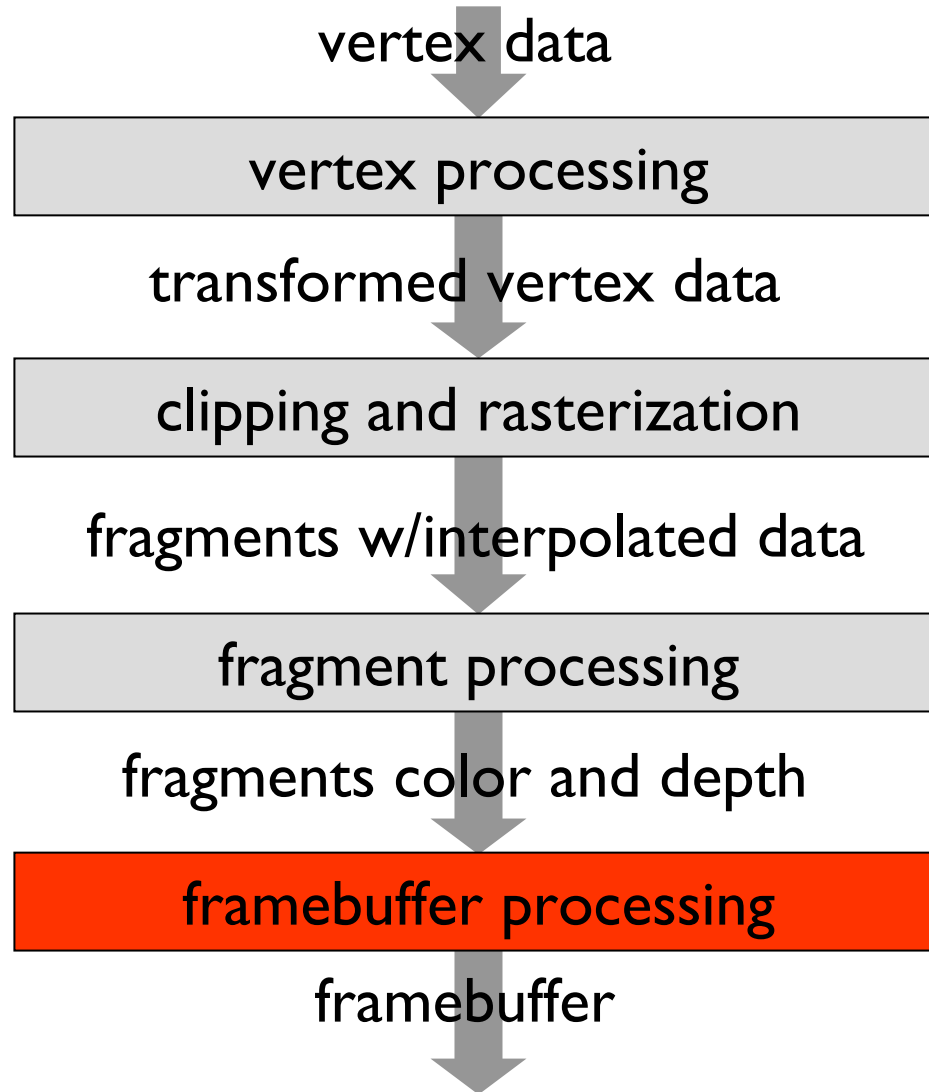 vertex data
vertex processing
transformed vertex data
clipping and rasterization
fragments w/interpolated data
fragment processing
fragments color and depth
framebuffer processing
framebuffer